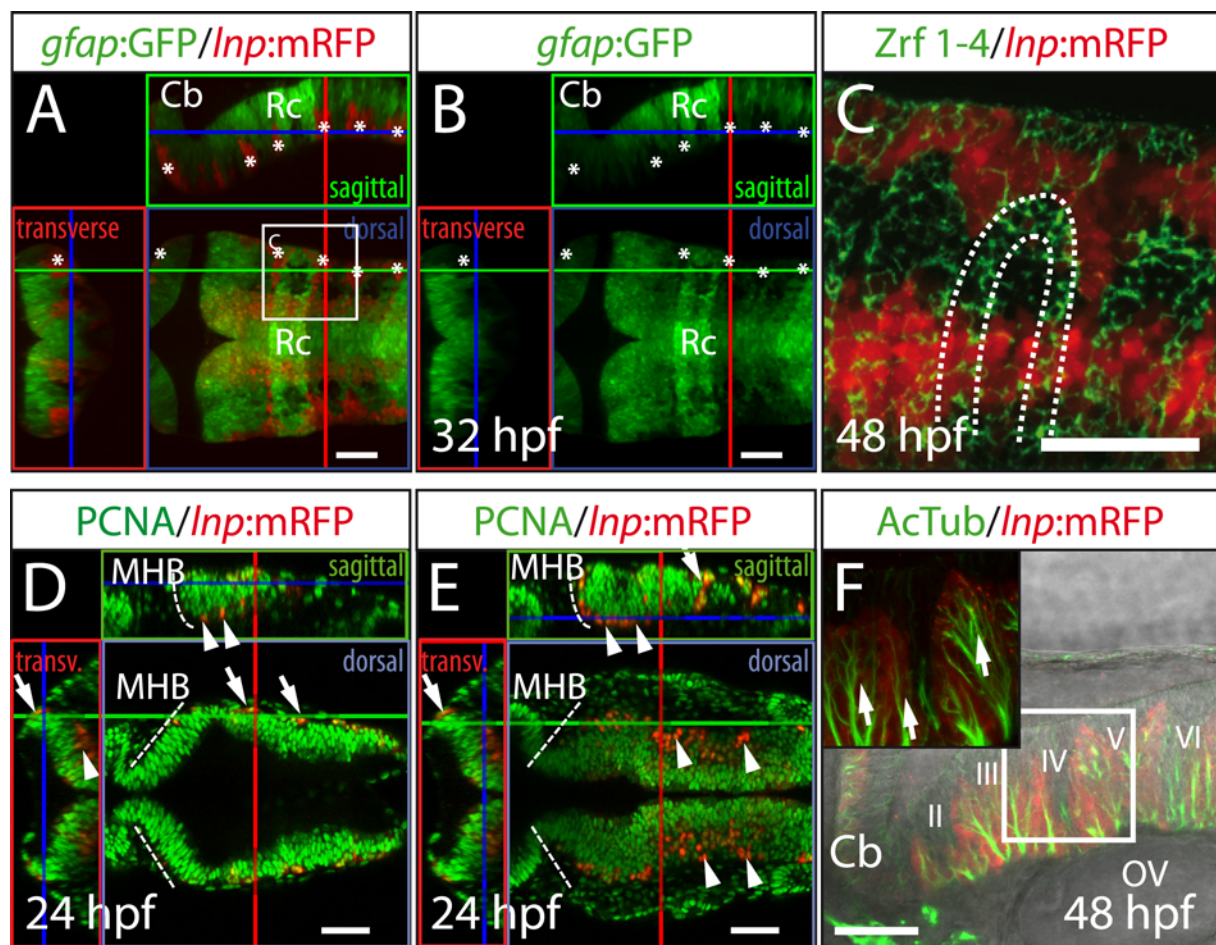 gfap:GFP/lnp:mRFP
A
Cb
Rc
*
*
*
*
*
*
sagittal
transverse
*
dorsal
*
C
*
*
*
*
Rc
gfap:GFP
B
Cb
Rc
*
*
*
*
*
*
sagittal
transverse
*
dorsal
*
*
*
*
*
Rc
32 hpf
Zrf 1-4/lnp:mRFP
C
48 hpf
PCNA/lnp:mRFP
D
MHB
sagittal
transv.
MHB
dorsal
24 hpf
PCNA/lnp:mRFP
E
MHB
sagittal
transv.
MHB
dorsal
24 hpf
AcTub/lnp:mRFP
F
II
III
IV
V
VI
Cb
OV
48 hpf